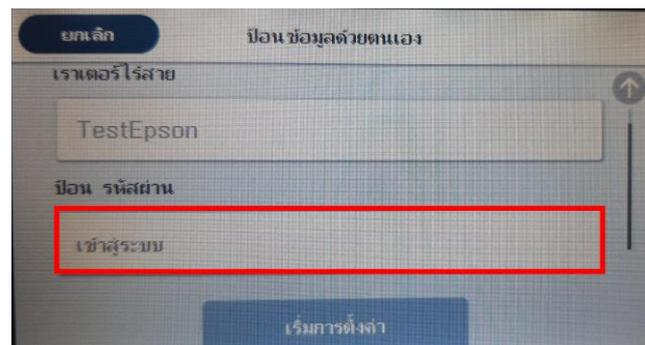 ยกเลิก ป้อนข้อมูลด้วยตนเอง
เราเตอร์ไร้สาย
TestEpson
ป้อน รหัสผ่าน
เข้าสู่ระบบ
เริ่มการตั้งค่า